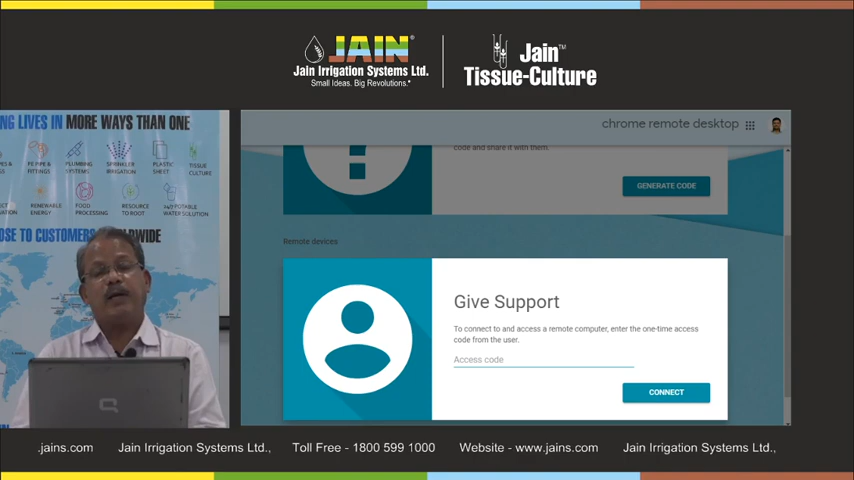 JAIN®
Jain Irrigation Systems Ltd.
Small Ideas. Big Revolutions.®
Jain™
Tissue-Culture
NG LIVES IN MORE WAYS THAN ONE
PE PIPE &
FITTINGS
PLUMBING
SYSTEMS
SPRINKLER
IRRIGATION
PLASTIC
SHEET
TISSUE
CULTURE
RENEWABLE
ENERGY
FOOD
PROCESSING
RESOURCE
TO ROOT
24/7 POTABLE
WATER SOLUTION
OSE TO CUSTOMERS
chrome remote desktop
code and share it with them.
GENERATE CODE
Remote devices
Give Support
To connect to and access a remote computer, enter the one-time access
code from the user.
Access code
CONNECT
.jains.com Jain Irrigation Systems Ltd., Toll Free - 1800 599 1000 Website - www.jains.com Jain Irrigation Systems Ltd.,